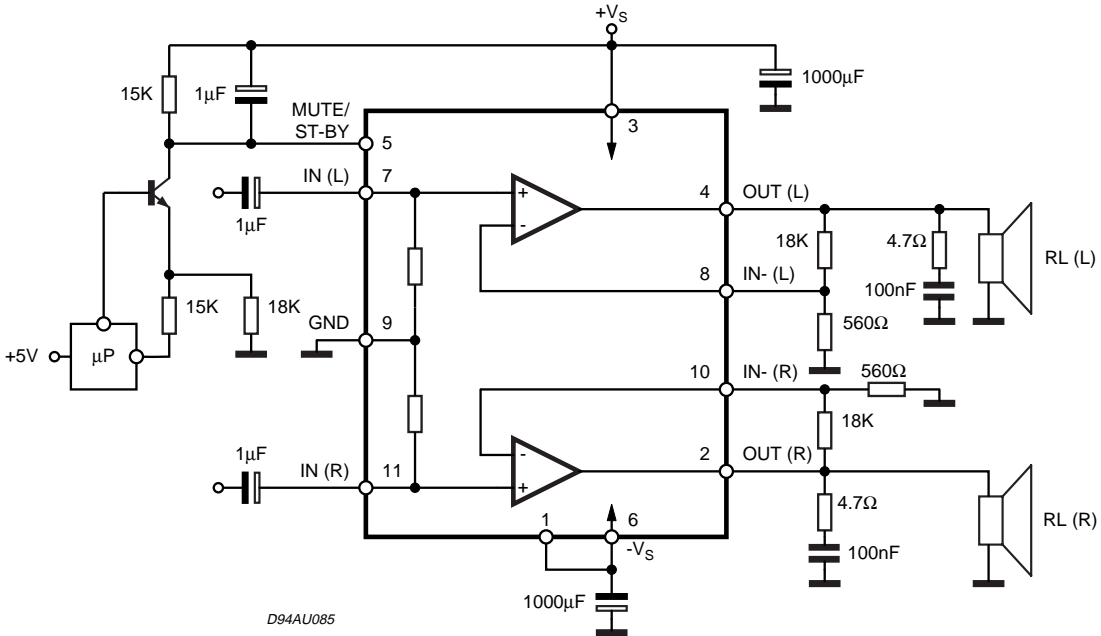 +VS
15K
1µF
1000µF
MUTE/
ST-BY
5
3
IN (L)
7
1µF
+
-
4
OUT (L)
18K
4.7Ω
RL (L)
8
IN- (L)
100nF
15K
18K
GND
9
560Ω
+5V
µP
10
IN- (R)
560Ω
18K
1µF
IN (R)
11
-
+
2
OUT (R)
4.7Ω
RL (R)
1
6
-VS
100nF
1000µF
D94AU085